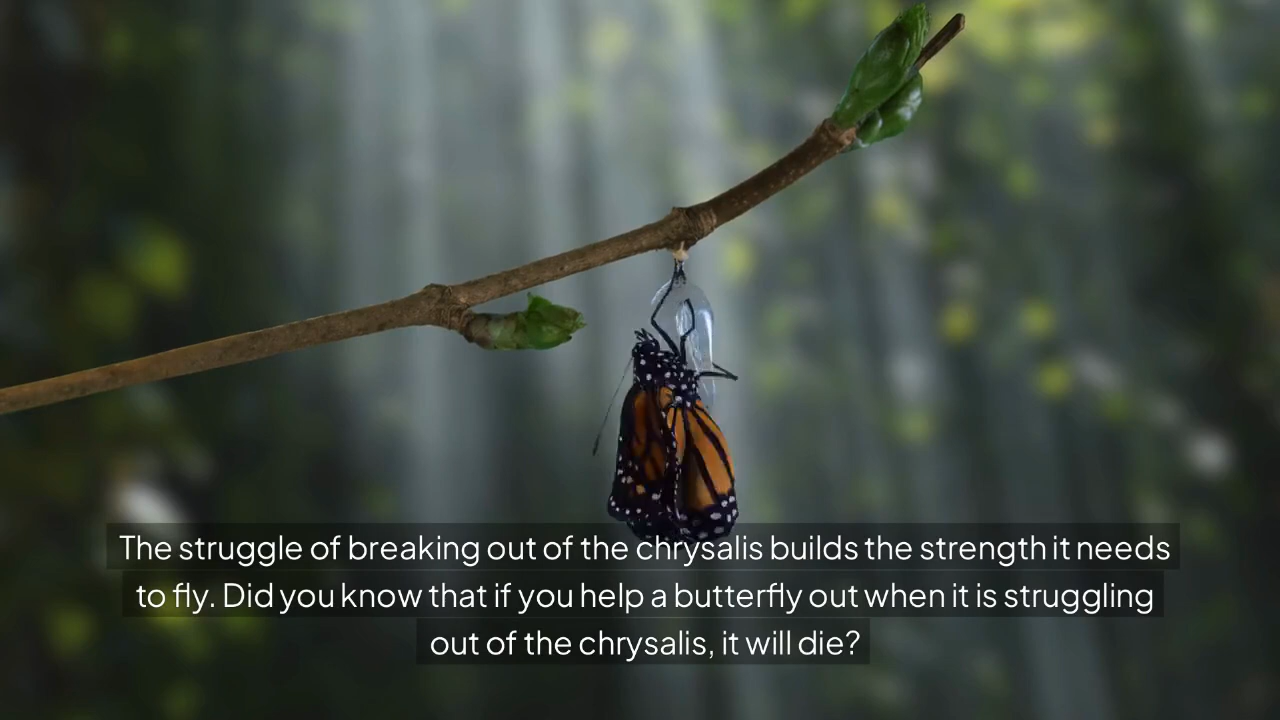 The struggle of breaking out of the chrysalis builds the strength it needs
to fly. Did you know that if you help a butterfly out when it is struggling
out of the chrysalis, it will die?